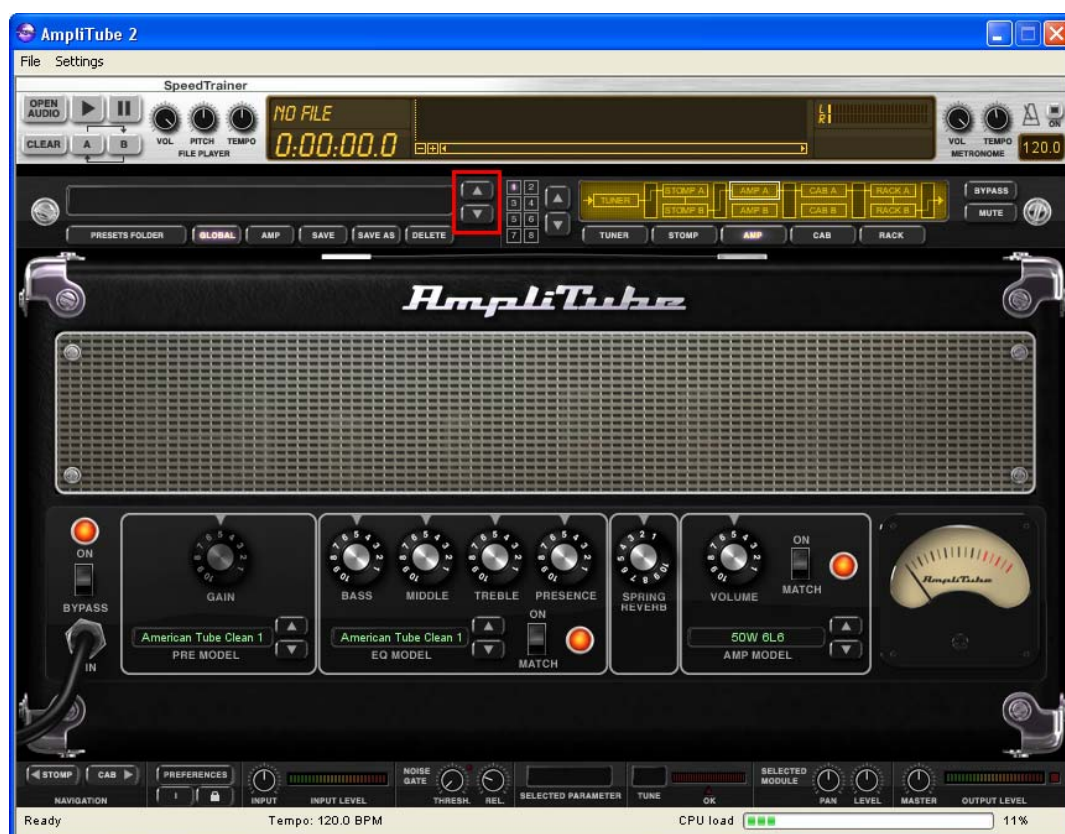 AmpliTube 2
File Settings
SpeedTrainer
OPEN AUDIO
CLEAR A B
VOL PITCH TEMPO
FILE PLAYER
NO FILE
0:00:00.0
L
R
VOL TEMPO
METRONOME
ON
120.0
PRESETS FOLDER GLOBAL AMP SAVE SAVE AS DELETE
1 2
3 4
5 6
7 8
TUNER STOMP A AMP A CAB A RACK A
STOMP B AMP B CAB B RACK B
TUNER STOMP AMP CAB RACK
BYPASS
MUTE
AmpliTube
ON
BYPASS
IN
GAIN
American Tube Clean 1
PRE MODEL
BASS MIDDLE TREBLE PRESENCE
American Tube Clean 1
EQ MODEL
ON
MATCH
SPRING
REVERB
VOLUME
ON
MATCH
50W 6L6
AMP MODEL
AmpliTube
STOMP CAB
NAVIGATION
PREFERENCES
INPUT INPUT LEVEL
NOISE
GATE
THRESH. REL.
SELECTED PARAMETER
TUNE OK
SELECTED
MODULE
PAN LEVEL
MASTER OUTPUT LEVEL
Ready Tempo: 120.0 BPM CPU load 11%